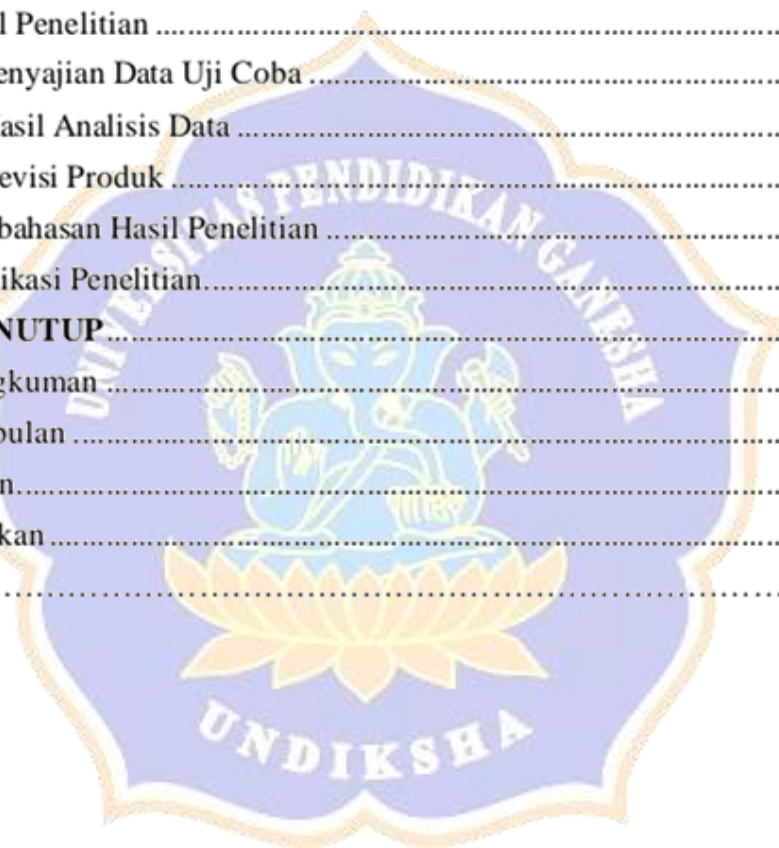 l Penelitian ........................................................................
enyajian Data Uji Coba ........................................................
asil Analisis Data ................................................................
evisi Produk ........................................................................
bahasan Hasil Penelitian ......................................................
ikasi Penelitian.....................................................................
NUTUP.................................................................................
gkuman ................................................................................
pulan ....................................................................................
n............................................................................................
kan ........................................................................................
................................................................................
UNIVERSITAS PENDIDIKAN GANESHA
UNDIKSHA